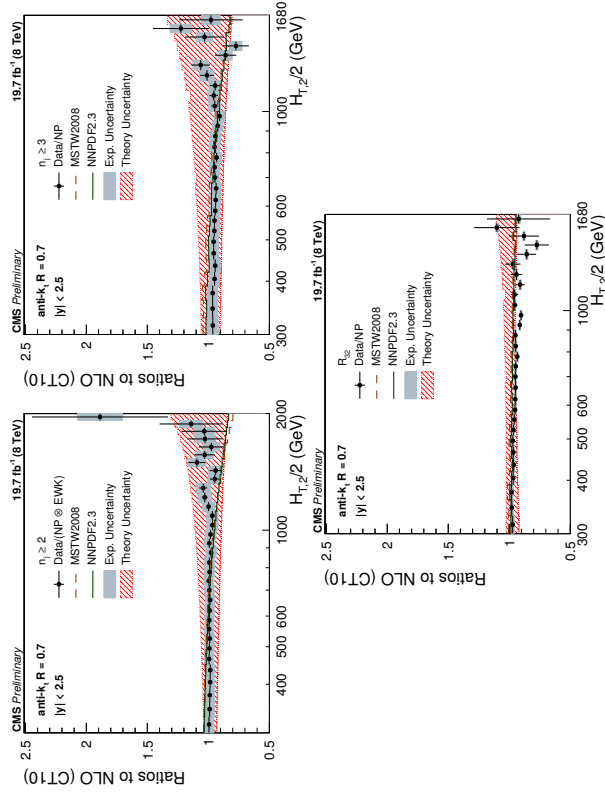 CMS Preliminary 19.7 fb⁻¹ (8 TeV)
anti-kₜ R = 0.7
|y| < 2.5
nⱼ ≥ 2
Data/(NP ⊗ EWK)
MSTW2008
NNPDF2.3
Exp. Uncertainty
Theory Uncertainty
Ratios to NLO (CT10)
2.5
2
1.5
1
0.5
400 500 600 1000 2000
H_T,2/2 (GeV)
CMS Preliminary 19.7 fb⁻¹ (8 TeV)
anti-kₜ R = 0.7
|y| < 2.5
nⱼ ≥ 3
Data/NP
MSTW2008
NNPDF2.3
Exp. Uncertainty
Theory Uncertainty
Ratios to NLO (CT10)
2.5
2
1.5
1
0.5
300 400 500 600 1000 1680
H_T,2/2 (GeV)
CMS Preliminary 19.7 fb⁻¹ (8 TeV)
anti-kₜ R = 0.7
|y| < 2.5
R₃₂
Data/NP
MSTW2008
NNPDF2.3
Exp. Uncertainty
Theory Uncertainty
Ratios to NLO (CT10)
2.5
2
1.5
1
0.5
300 400 500 600 1000 1680
H_T,2/2 (GeV)